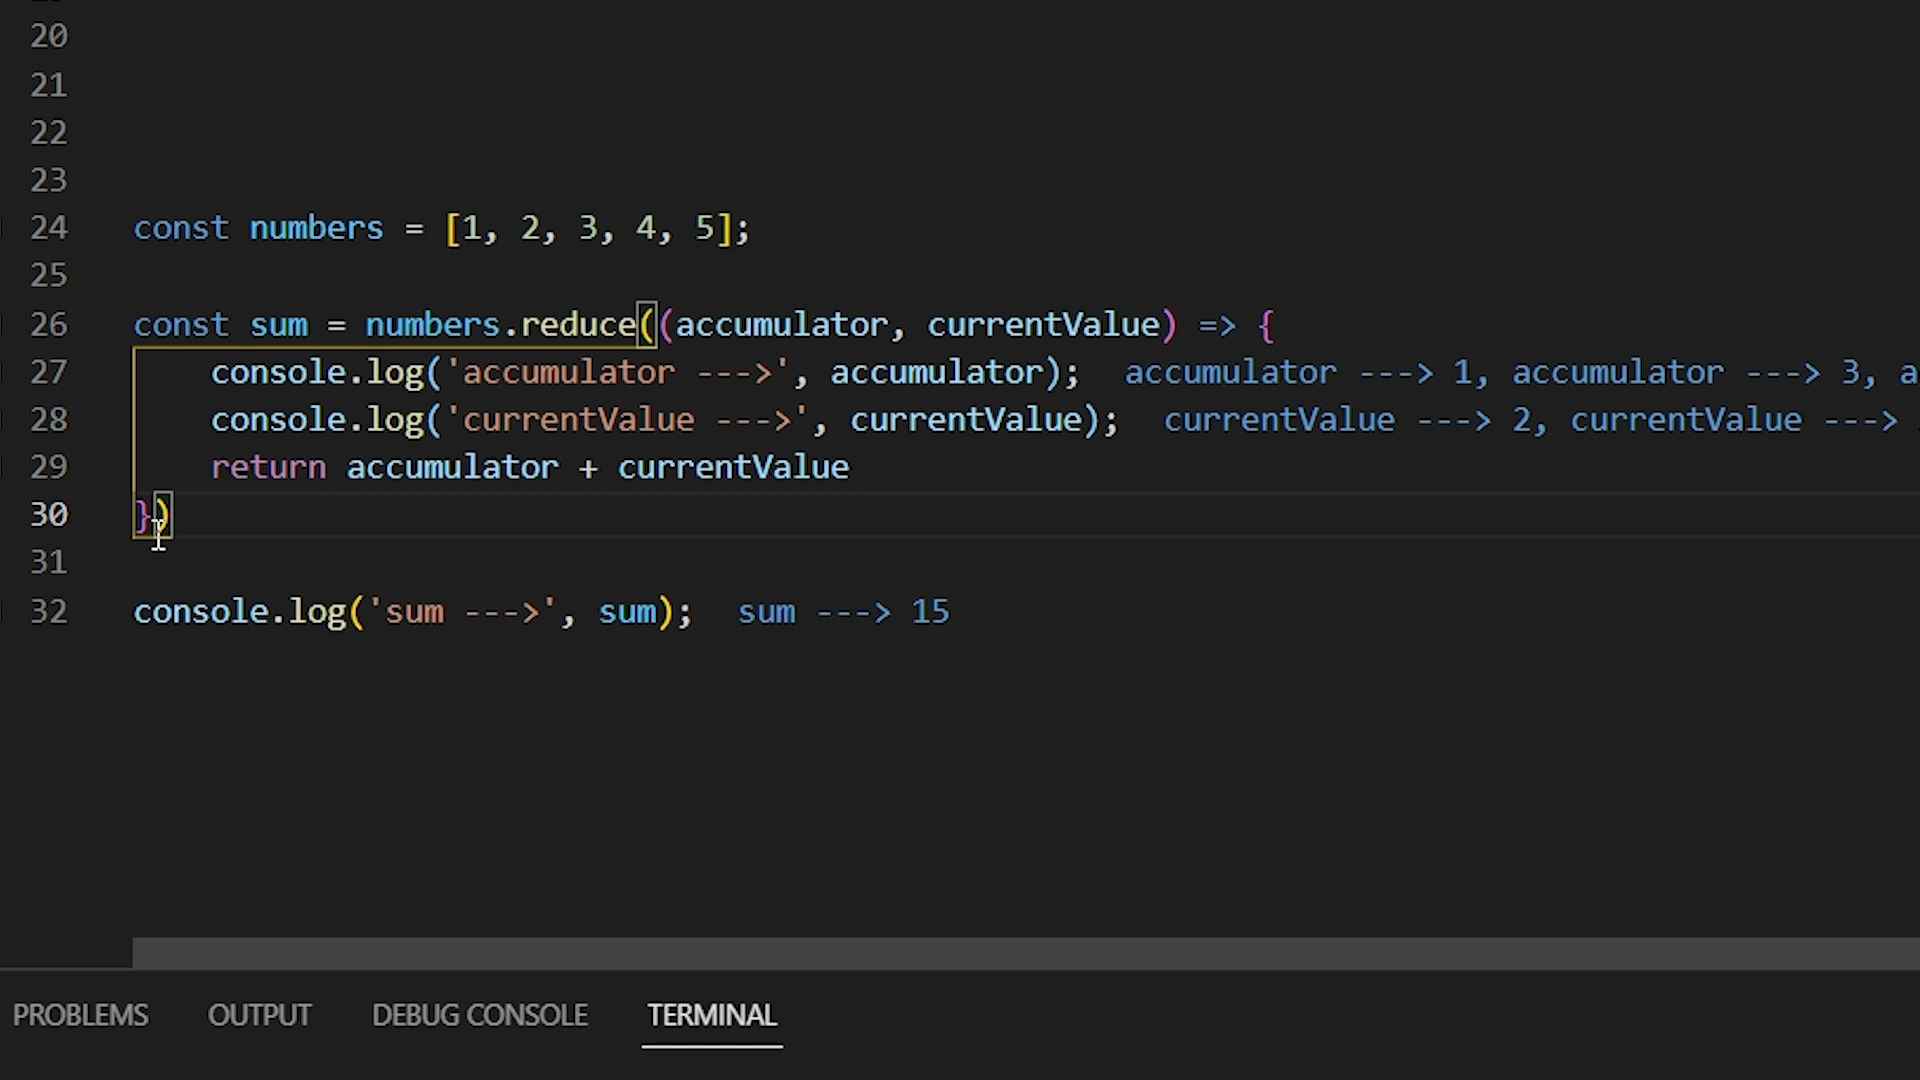 20
21
22
23
24 const numbers = [1, 2, 3, 4, 5];
25
26 const sum = numbers.reduce((accumulator, currentValue) => {
27 console.log('accumulator --->', accumulator); accumulator ---> 1, accumulator ---> 3, a
28 console.log('currentValue --->', currentValue); currentValue ---> 2, currentValue --->
29 return accumulator + currentValue
30 })
31
32 console.log('sum --->', sum); sum ---> 15
PROBLEMS OUTPUT DEBUG CONSOLE TERMINAL